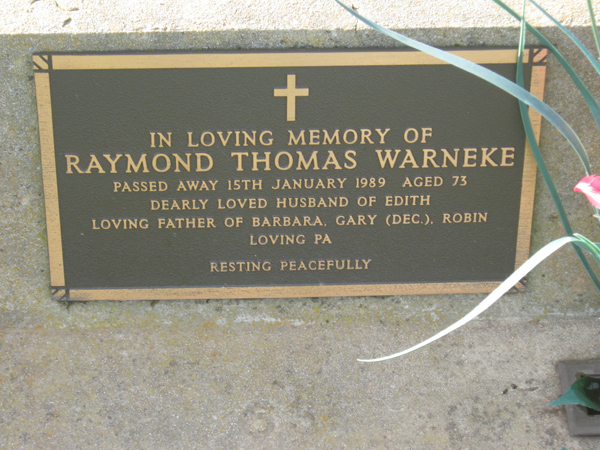 IN LOVING MEMORY OF
RAYMOND THOMAS WARNEKE
PASSED AWAY 15TH JANUARY 1989 AGED 73
DEARLY LOVED HUSBAND OF EDITH
LOVING FATHER OF BARBARA, GARY (DEC.), ROBIN
LOVING PA
RESTING PEACEFULLY